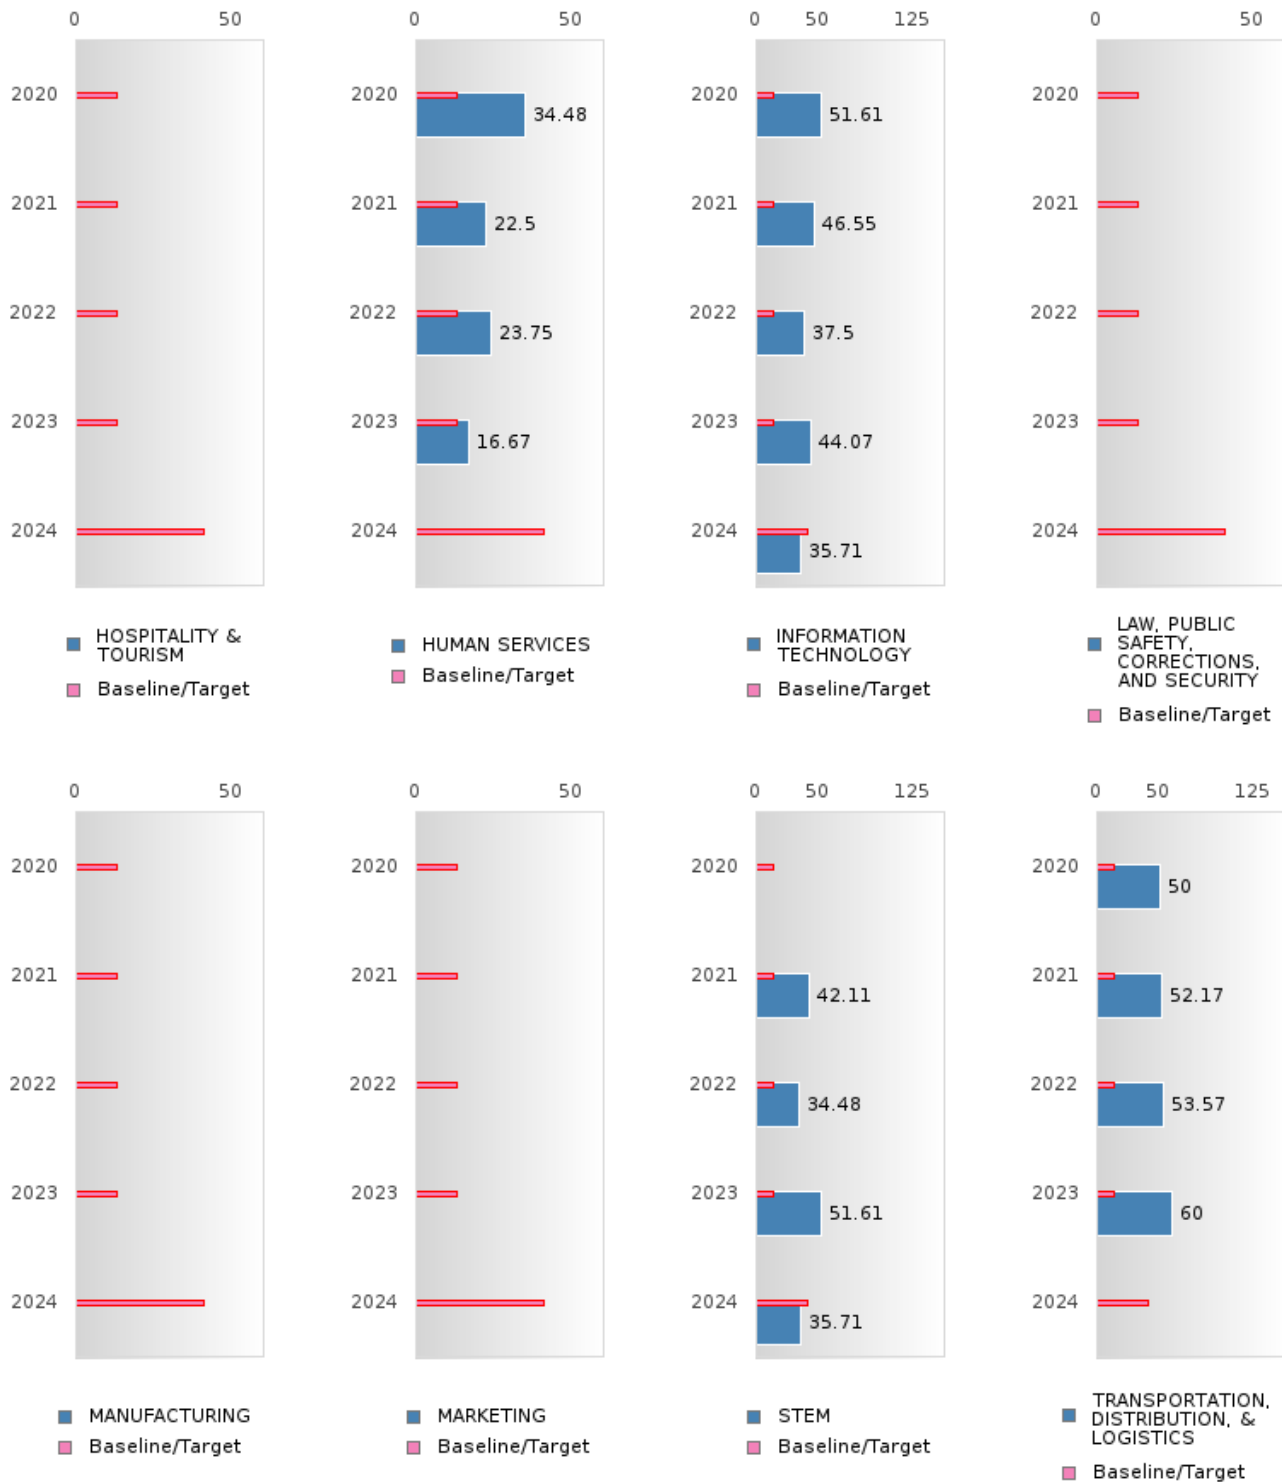 0 50
2020
2021
2022
2023
2024
HOSPITALITY &
TOURISM
Baseline/Target
0 50
2020
34.48
2021
22.5
2022
23.75
2023
16.67
2024
HUMAN SERVICES
Baseline/Target
0 50 125
2020
51.61
2021
46.55
2022
37.5
2023
44.07
2024
35.71
INFORMATION
TECHNOLOGY
Baseline/Target
0 50
2020
2021
2022
2023
2024
LAW, PUBLIC
SAFETY,
CORRECTIONS,
AND SECURITY
Baseline/Target
0 50
2020
2021
2022
2023
2024
MANUFACTURING
Baseline/Target
0 50
2020
2021
2022
2023
2024
MARKETING
Baseline/Target
0 50 125
2020
2021
42.11
2022
34.48
2023
51.61
2024
35.71
STEM
Baseline/Target
0 50 125
2020
50
2021
52.17
2022
53.57
2023
60
2024
TRANSPORTATION,
DISTRIBUTION, &
LOGISTICS
Baseline/Target